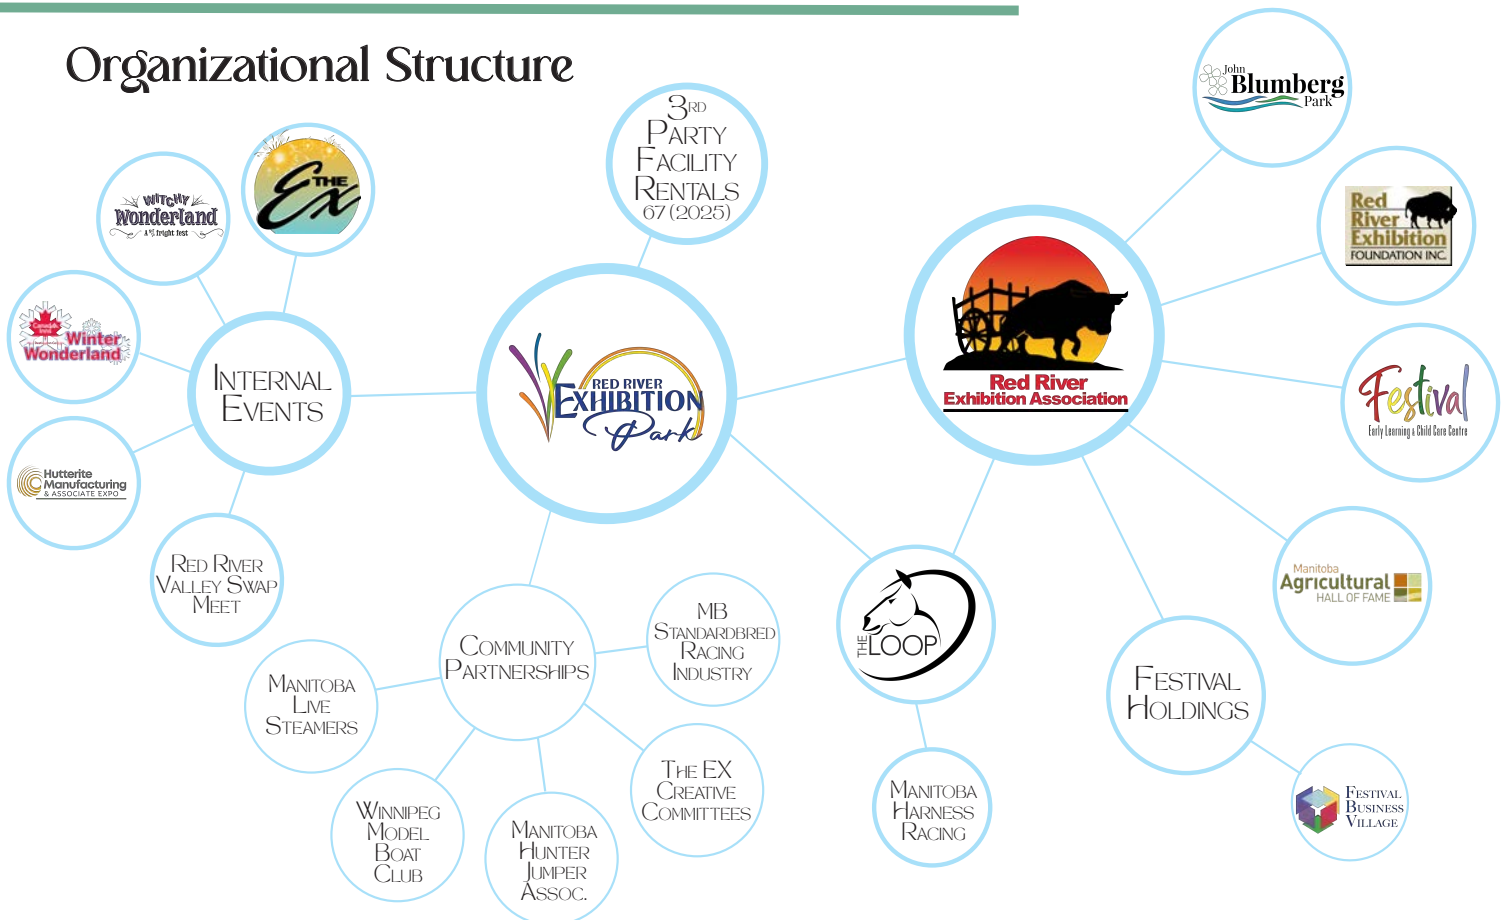 Organizational Structure
3RD
PARTY
FACILITY
RENTALS
67 (2025)
John
Blumberg
Park
WITCHY
Wonderland
fright fest
THE
Ex
Red
River
Exhibition
FOUNDATION INC.
Winter
Wonderland
INTERNAL
EVENTS
RED RIVER
EXHIBITION
Park
Red River
Exhibition Association
Festival
Early Learning & Child Care Centre
Hutterite
Manufacturing
& ASSOCIATE EXPO
RED RIVER
VALLEY SWAP
MEET
Manitoba
Agricultural
HALL OF FAME
COMMUNITY
PARTNERSHIPS
MB
STANDARDBRED
RACING
INDUSTRY
THE
LOOP
FESTIVAL
HOLDINGS
MANITOBA
LIVE
STEAMERS
WINNIPEG
MODEL
BOAT
CLUB
MANITOBA
HUNTER
JUMPER
ASSOC.
THE EX
CREATIVE
COMMITTEES
MANITOBA
HARNESS
RACING
FESTIVAL
BUSINESS
VILLAGE